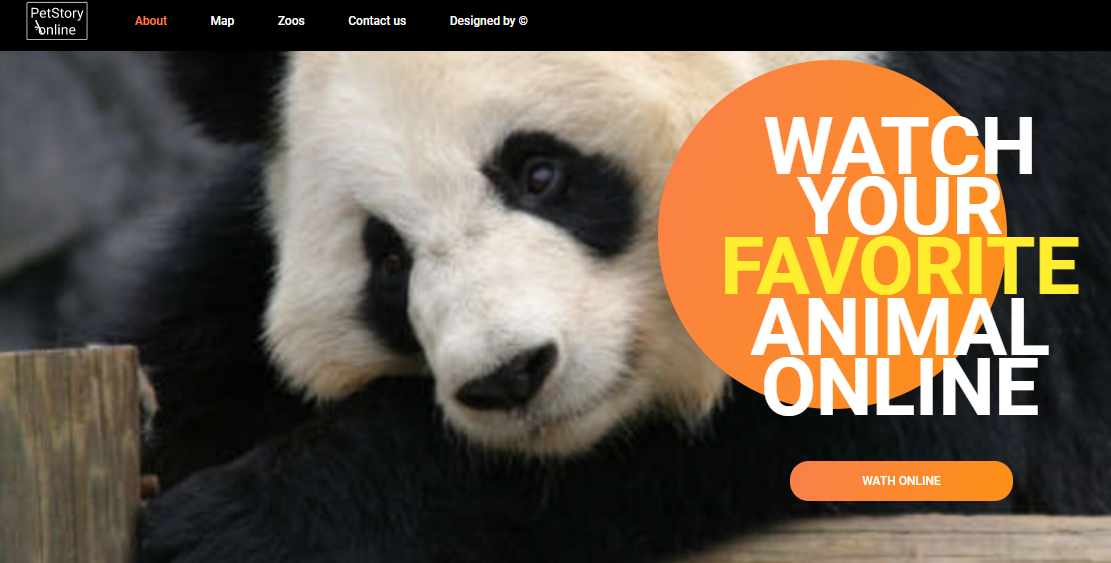 PetStory
online
About
Map
Zoos
Contact us
Designed by ©
WATCH
YOUR
FAVORITE
ANIMAL
ONLINE
WATH ONLINE